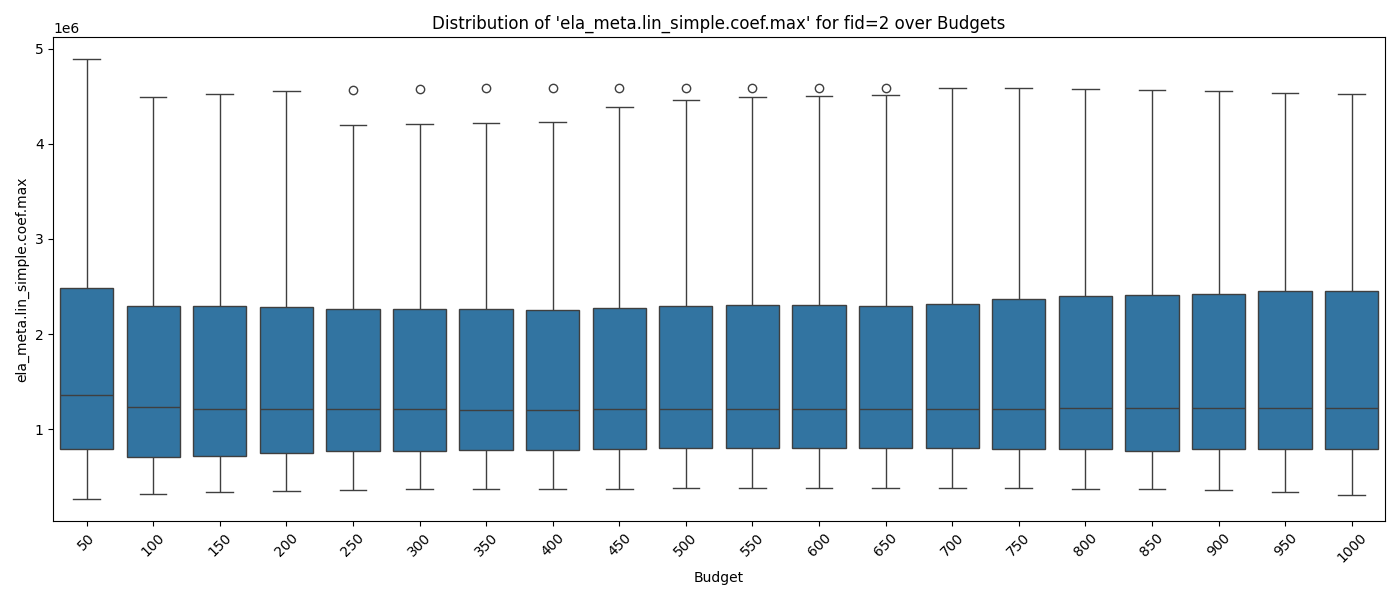 Distribution of 'ela_meta.lin_simple.coef.max' for fid=2 over Budgets
1e6
5
4
3
2
1
ela_meta.lin_simple.coef.max
50 100 150 200 250 300 350 400 450 500 550 600 650 700 750 800 850 900 950 1000
Budget